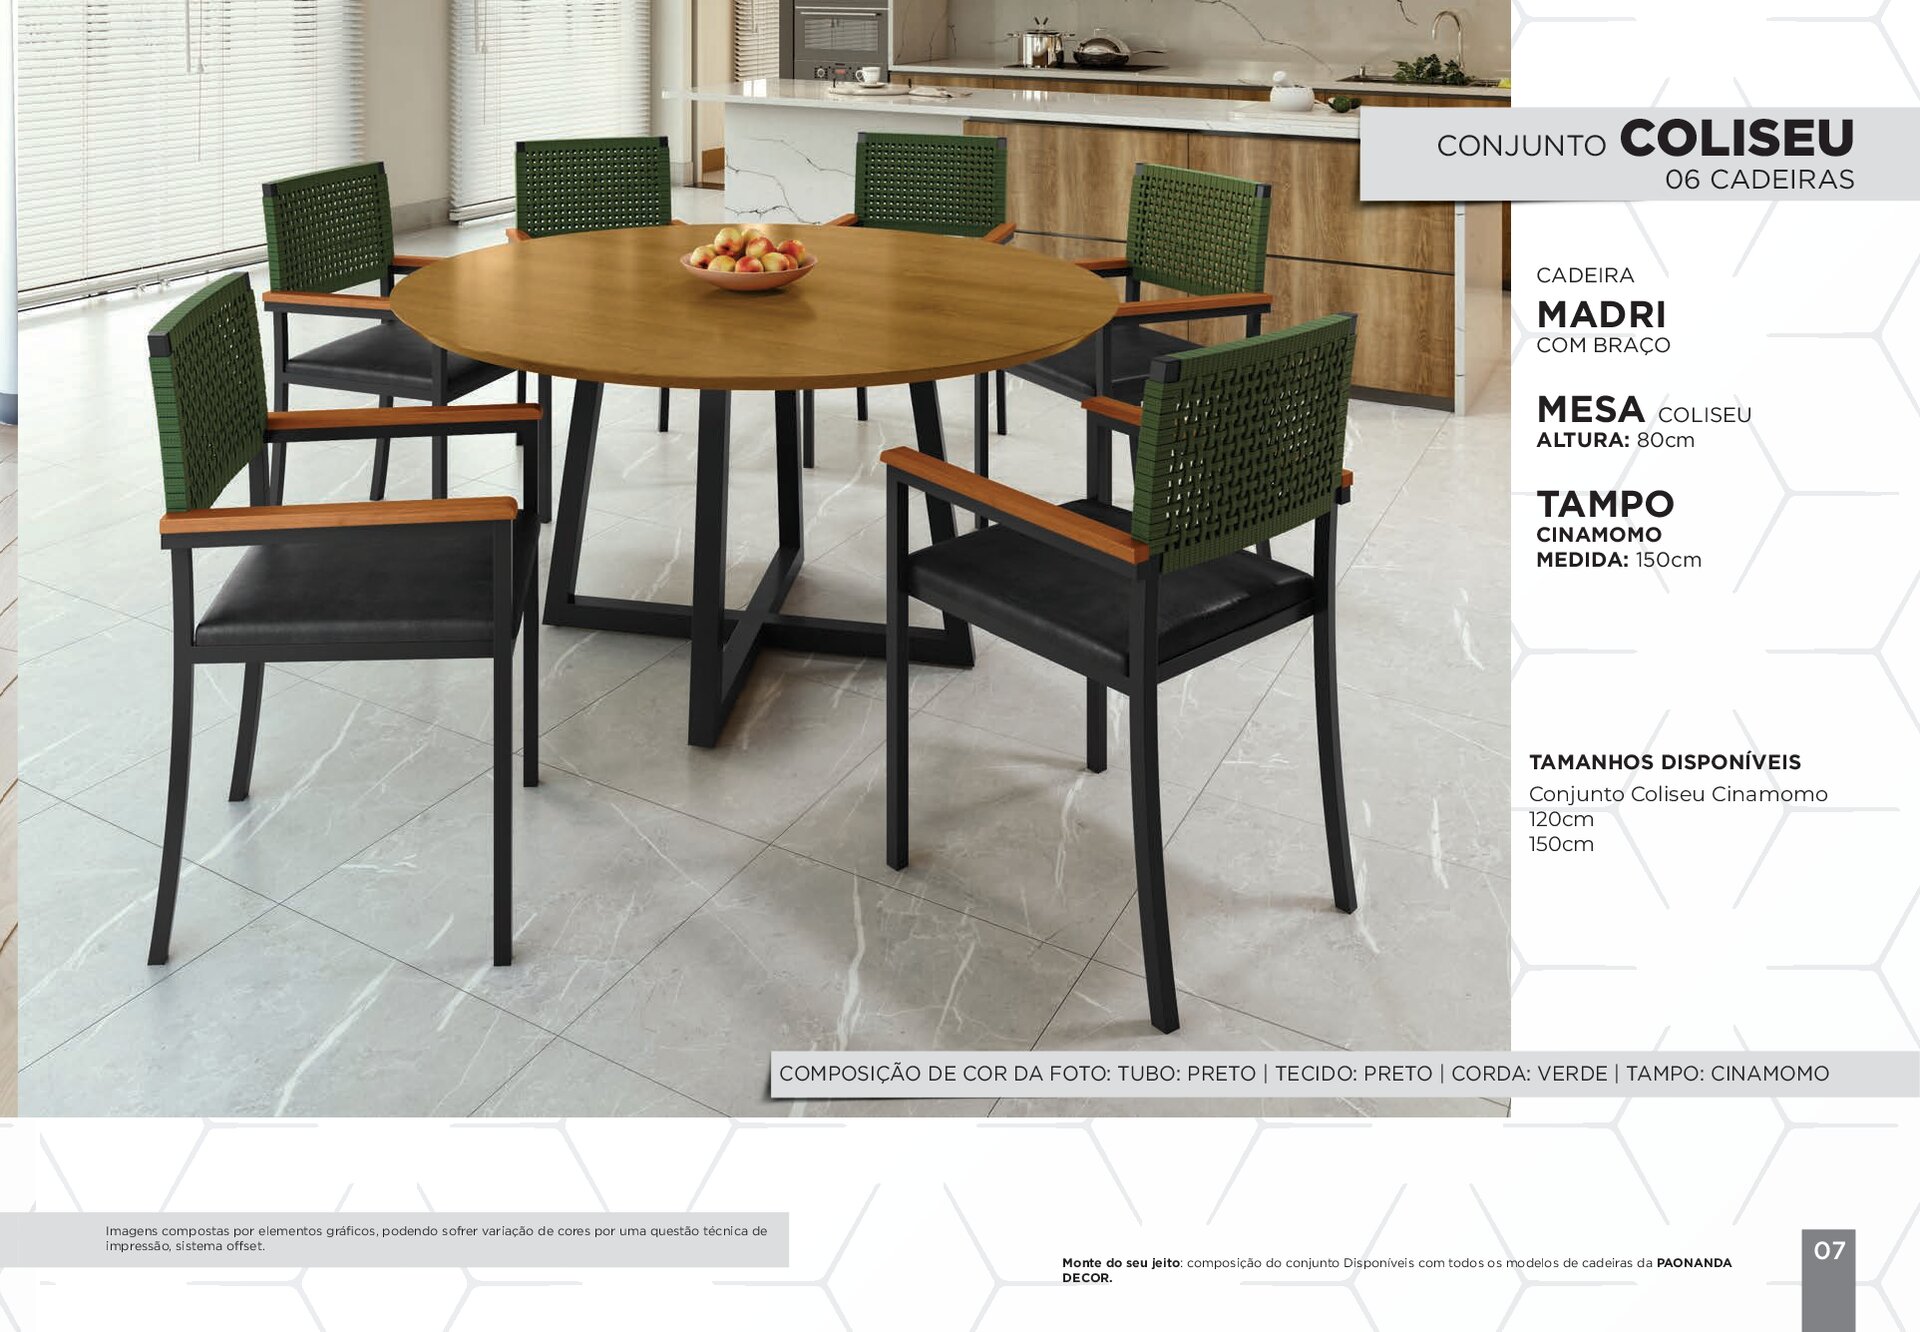 CONJUNTO COLISEU
06 CADEIRAS
CADEIRA
MADRI
COM BRAÇO
MESA COLISEU
ALTURA: 80cm
TAMPO
CINAMOMO
MEDIDA: 150cm
TAMANHOS DISPONÍVEIS
Conjunto Coliseu Cinamomo
120cm
150cm
COMPOSIÇÃO DE COR DA FOTO: TUBO: PRETO | TECIDO: PRETO | CORDA: VERDE | TAMPO: CINAMOMO
Imagens compostas por elementos gráficos, podendo sofrer variação de cores por uma questão técnica de
impressão, sistema offset.
Monte do seu jeito: composição do conjunto Disponíveis com todos os modelos de cadeiras da PAONANDA
DECOR.
07